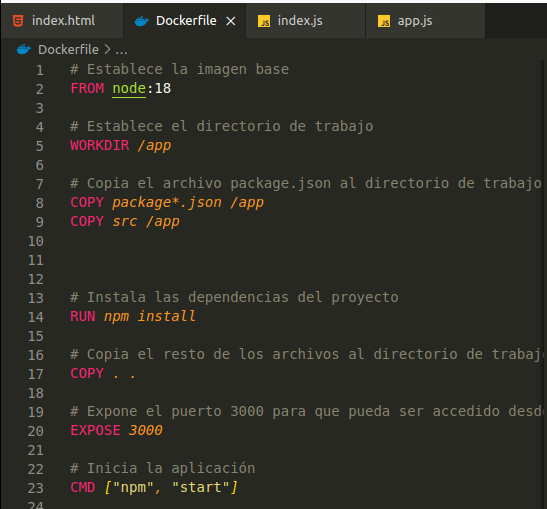 index.html Dockerfile index.js app.js
Dockerfile > ...
1 # Establece la imagen base
2 FROM node:18
3
4 # Establece el directorio de trabajo
5 WORKDIR /app
6
7 # Copia el archivo package.json al directorio de trabajo
8 COPY package*.json /app
9 COPY src /app
10
11
12
13 # Instala las dependencias del proyecto
14 RUN npm install
15
16 # Copia el resto de los archivos al directorio de trabaj
17 COPY . .
18
19 # Expone el puerto 3000 para que pueda ser accedido desd
20 EXPOSE 3000
21
22 # Inicia la aplicación
23 CMD ["npm", "start"]
24